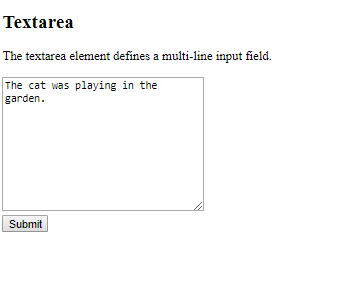 Textarea
The textarea element defines a multi-line input field.
The cat was playing in the
garden.
Submit